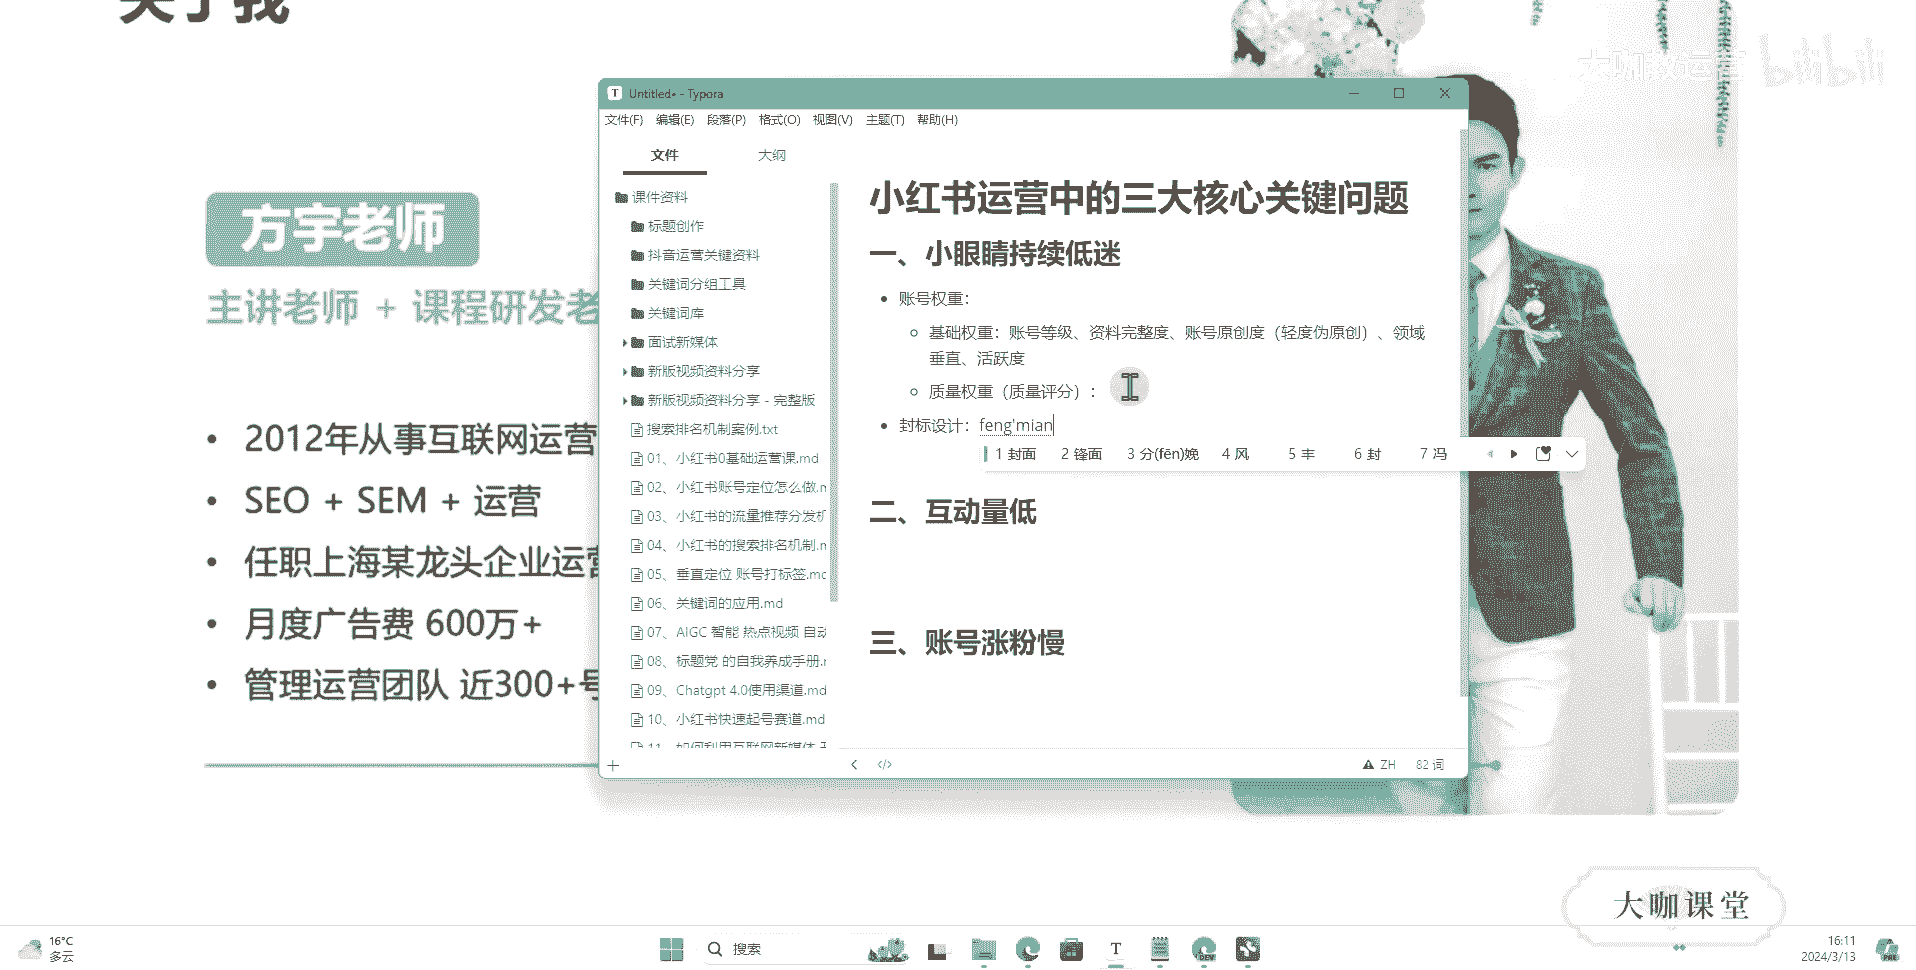 关于我
大咖教运营 bilibili
方宇老师
主讲老师 + 课程研发老
• 2012年从事互联网运营
• SEO + SEM + 运营
• 任职上海某龙头企业运营
• 月度广告费 600万+
• 管理运营团队 近300+号
Untitled• - Typora
文件(F) 编辑(E) 段落(P) 格式(O) 视图(V) 主题(T) 帮助(H)
文件 大纲
课件资料
标题创作
抖音运营关键资料
关键词分组工具
关键词库
面试新媒体
新版视频资料分享
新版视频资料分享 - 完整版
搜索排名机制案例.txt
01、小红书0基础运营课.md
02、小红书账号定位怎么做.m
03、小红书的流量推荐分发机
04、小红书的搜索排名机制.m
05、垂直定位 账号打标签.md
06、关键词的应用.md
07、AIGC 智能 热点视频 自动
08、标题党 的自我养成手册.m
09、Chatgpt 4.0使用渠道.md
10、小红书快速起号赛道.md
11、如何利用互联网新媒体
小红书运营中的三大核心关键问题
一、小眼睛持续低迷
• 账号权重：
基础权重：账号等级、资料完整度、账号原创度（轻度伪原创）、领域
垂直、活跃度
质量权重（质量评分）：
• 封标设计：feng'mian
1 封面 2 锋面 3 分(fēn)娩 4 风 5 丰 6 封 7 冯
二、互动量低
三、账号涨粉慢
ZH 82 词
大咖课堂
16°C
多云
搜索
16:11
2024/3/13